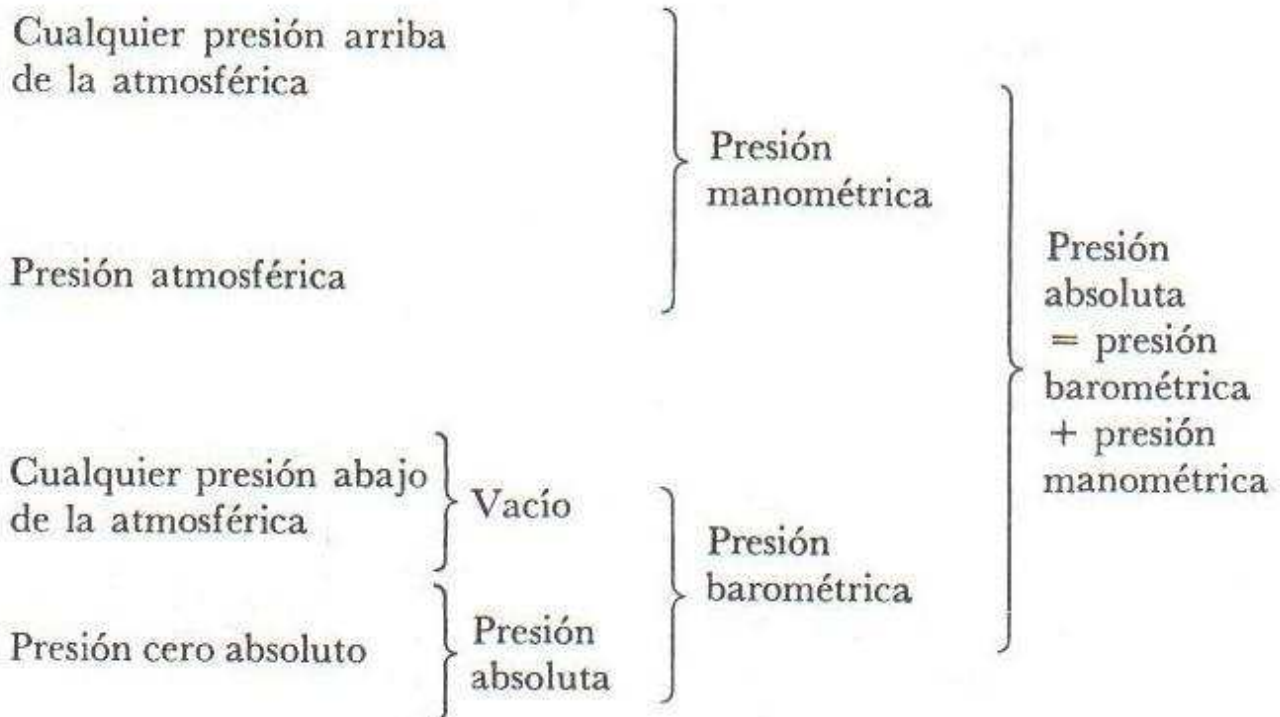 Cualquier presión arriba
de la atmosférica
Presión
manométrica
Presión atmosférica
Presión
absoluta
= presión
barométrica
+ presión
manométrica
Cualquier presión abajo
de la atmosférica
Vacío
Presión
barométrica
Presión cero absoluto
Presión
absoluta